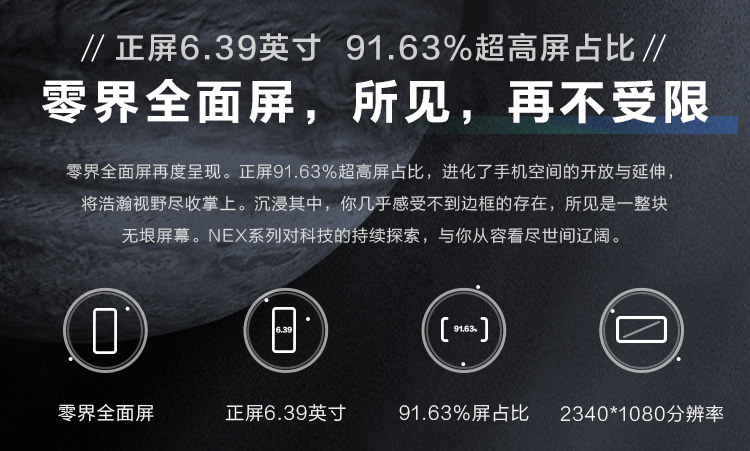 // 正屏6.39英寸 91.63%超高屏占比 //
零界全面屏，所见，再不受限
零界全面屏再度呈现。正屏91.63%超高屏占比，进化了手机空间的开放与延伸，
将浩瀚视野尽收掌上。沉浸其中，你几乎感受不到边框的存在，所见是一整块
无垠屏幕。NEX系列对科技的持续探索，与你从容看尽世间辽阔。
6.39
91.63%
零界全面屏
正屏6.39英寸
91.63%屏占比
2340*1080分辨率